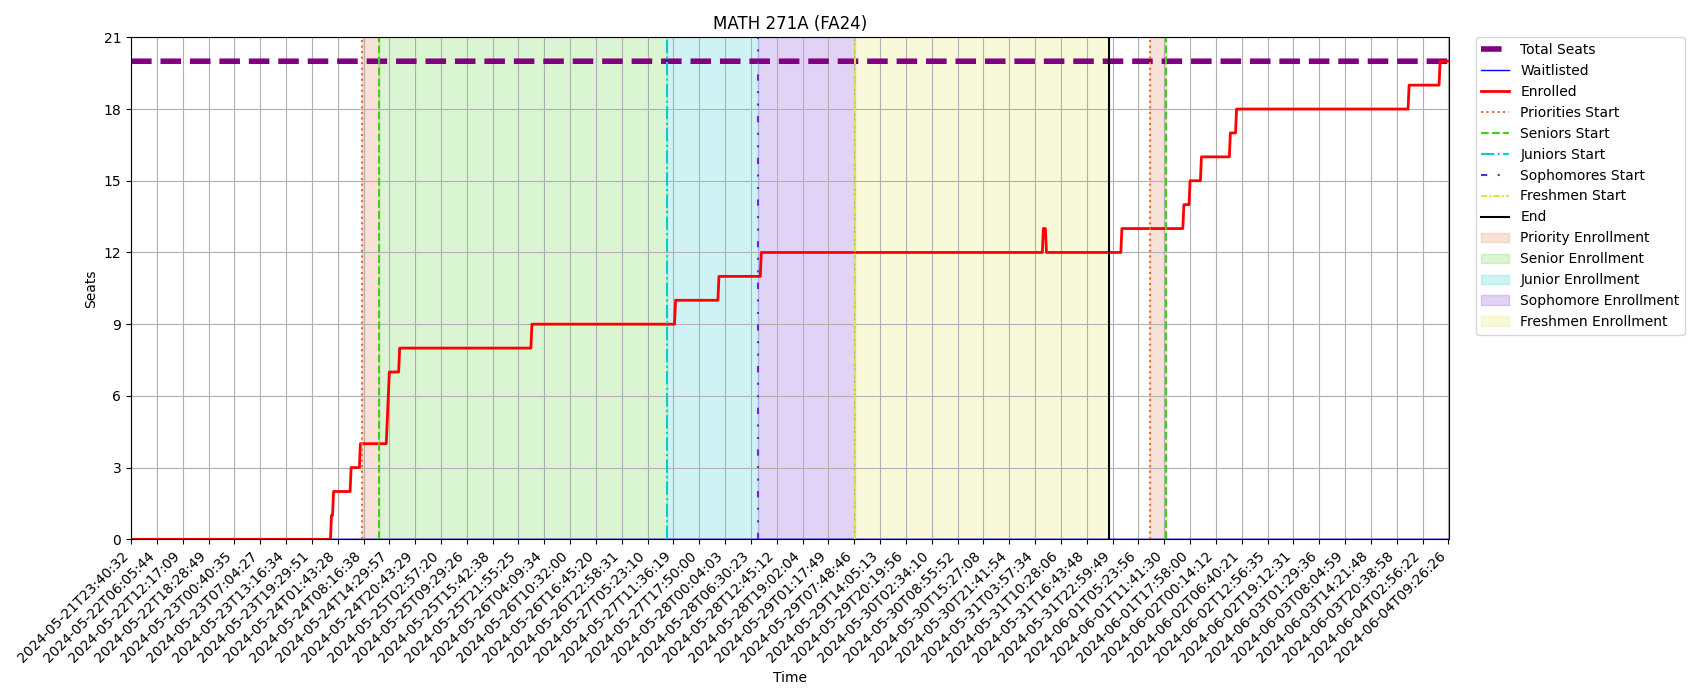 MATH 271A (FA24)
Seats
21
18
15
12
9
6
3
0
2024-05-21T23:40:32
2024-05-22T06:05:44
2024-05-22T12:17:09
2024-05-22T18:28:49
2024-05-23T00:40:35
2024-05-23T07:04:27
2024-05-23T13:16:34
2024-05-23T19:29:51
2024-05-24T01:43:28
2024-05-24T08:16:38
2024-05-24T14:29:57
2024-05-24T20:43:29
2024-05-25T02:57:20
2024-05-25T09:29:26
2024-05-25T15:42:38
2024-05-25T21:55:25
2024-05-26T04:09:34
2024-05-26T10:32:00
2024-05-26T16:45:20
2024-05-26T22:58:31
2024-05-27T05:23:10
2024-05-27T11:36:19
2024-05-27T17:50:00
2024-05-28T00:04:03
2024-05-28T06:30:23
2024-05-28T12:45:12
2024-05-28T19:02:04
2024-05-29T01:17:49
2024-05-29T07:48:46
2024-05-29T14:05:13
2024-05-29T20:19:56
2024-05-30T02:34:10
2024-05-30T08:55:52
2024-05-30T15:27:08
2024-05-30T21:41:54
2024-05-31T03:57:34
2024-05-31T10:28:06
2024-05-31T16:43:48
2024-05-31T22:59:49
2024-06-01T05:23:56
2024-06-01T11:41:30
2024-06-01T17:58:00
2024-06-02T00:14:12
2024-06-02T06:40:21
2024-06-02T12:56:35
2024-06-02T19:12:31
2024-06-03T01:29:36
2024-06-03T08:04:59
2024-06-03T14:21:48
2024-06-03T20:38:58
2024-06-04T02:56:22
2024-06-04T09:26:26
Time
Total Seats
Waitlisted
Enrolled
Priorities Start
Seniors Start
Juniors Start
Sophomores Start
Freshmen Start
End
Priority Enrollment
Senior Enrollment
Junior Enrollment
Sophomore Enrollment
Freshmen Enrollment